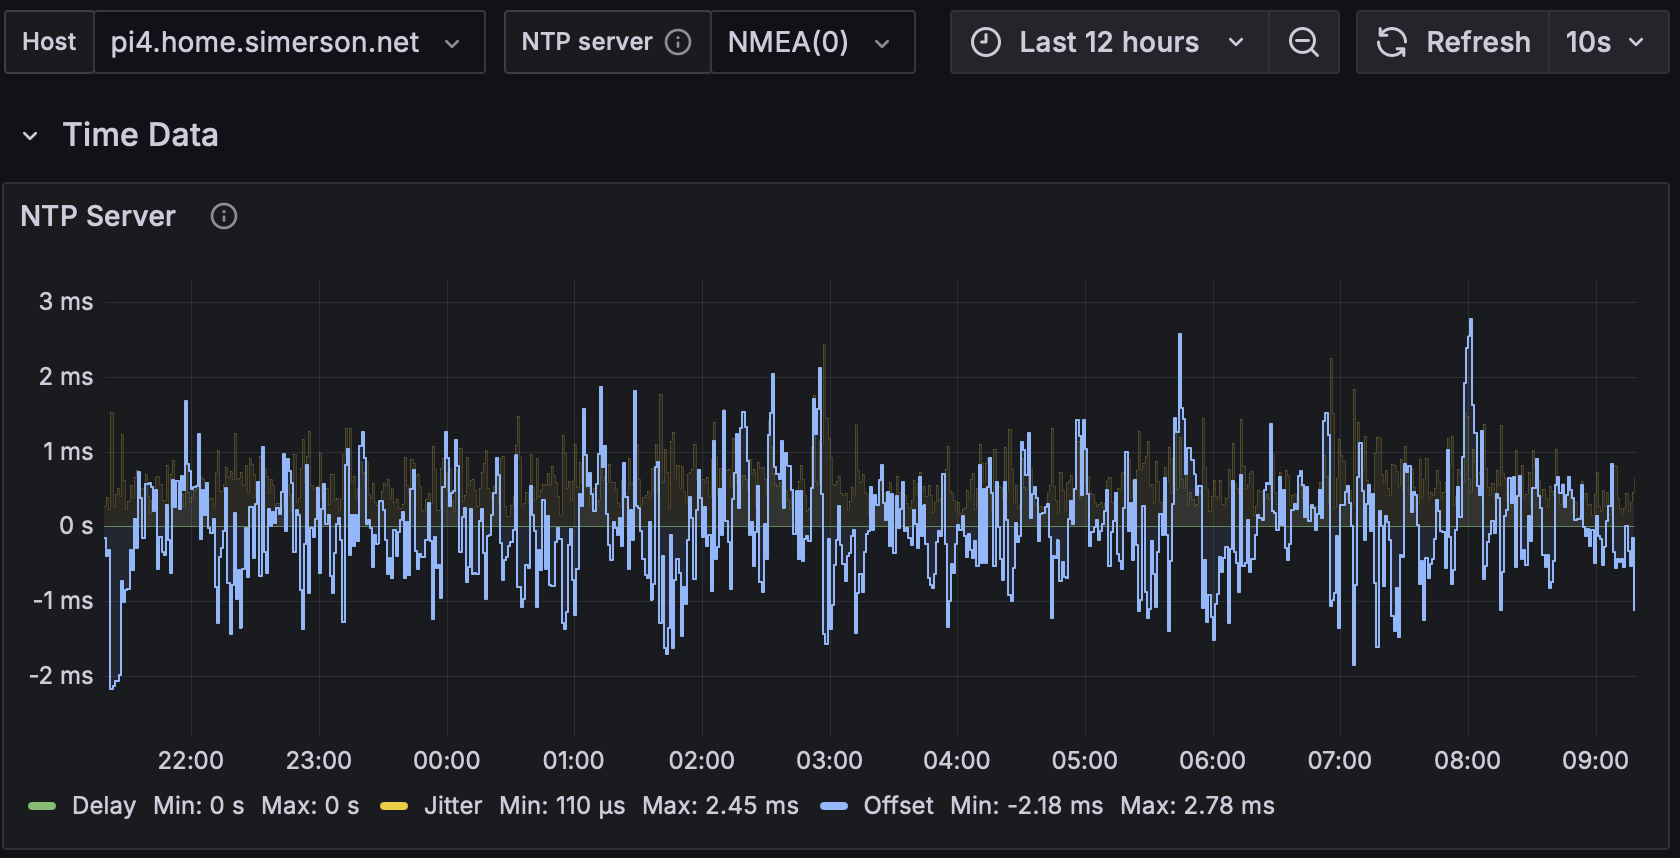 Host pi4.home.simerson.net NTP server NMEA(0) Last 12 hours Refresh 10s
Time Data
NTP Server
3 ms
2 ms
1 ms
0 s
-1 ms
-2 ms
22:00 23:00 00:00 01:00 02:00 03:00 04:00 05:00 06:00 07:00 08:00 09:00
Delay Min: 0 s Max: 0 s Jitter Min: 110 µs Max: 2.45 ms Offset Min: -2.18 ms Max: 2.78 ms